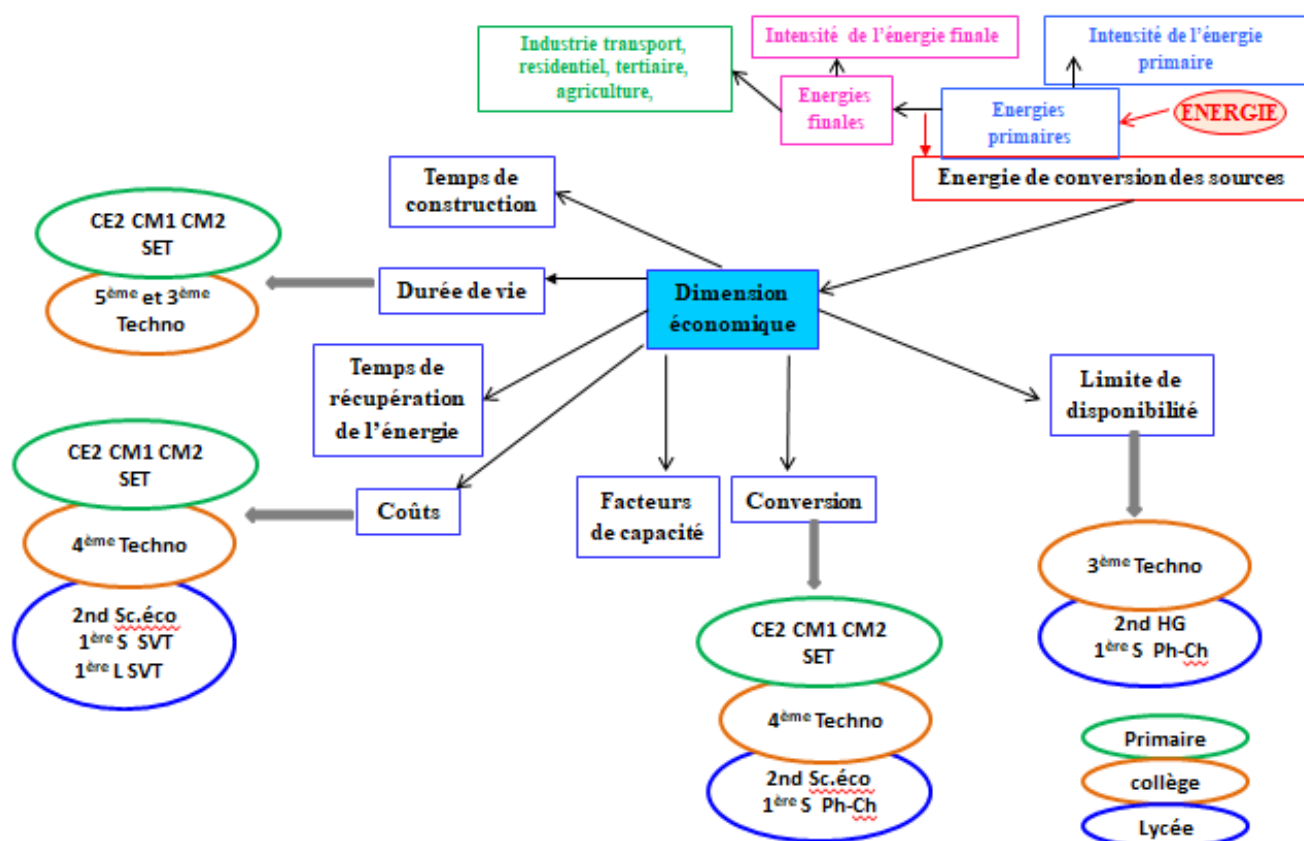 Industrie transport,
residentiel, tertiaire,
agriculture,
Intensité de l'énergie finale
Intensité de l'énergie
primaire
Energies
finales
Energies
primaires
ENERGIE
Energie de conversion des sources
Temps de
construction
CE2 CM1 CM2
SET
5ème et 3ème
Techno
Durée de vie
Dimension
économique
Temps de
récupération
de l'énergie
Limite de
disponibilité
CE2 CM1 CM2
SET
4ème Techno
2nd Sc.éco
1ère S SVT
1ère L SVT
Coûts
Facteurs
de capacité
Conversion
3ème Techno
2nd HG
1ère S Ph-Ch
CE2 CM1 CM2
SET
4ème Techno
2nd Sc.éco
1ère S Ph-Ch
Primaire
collège
Lycée